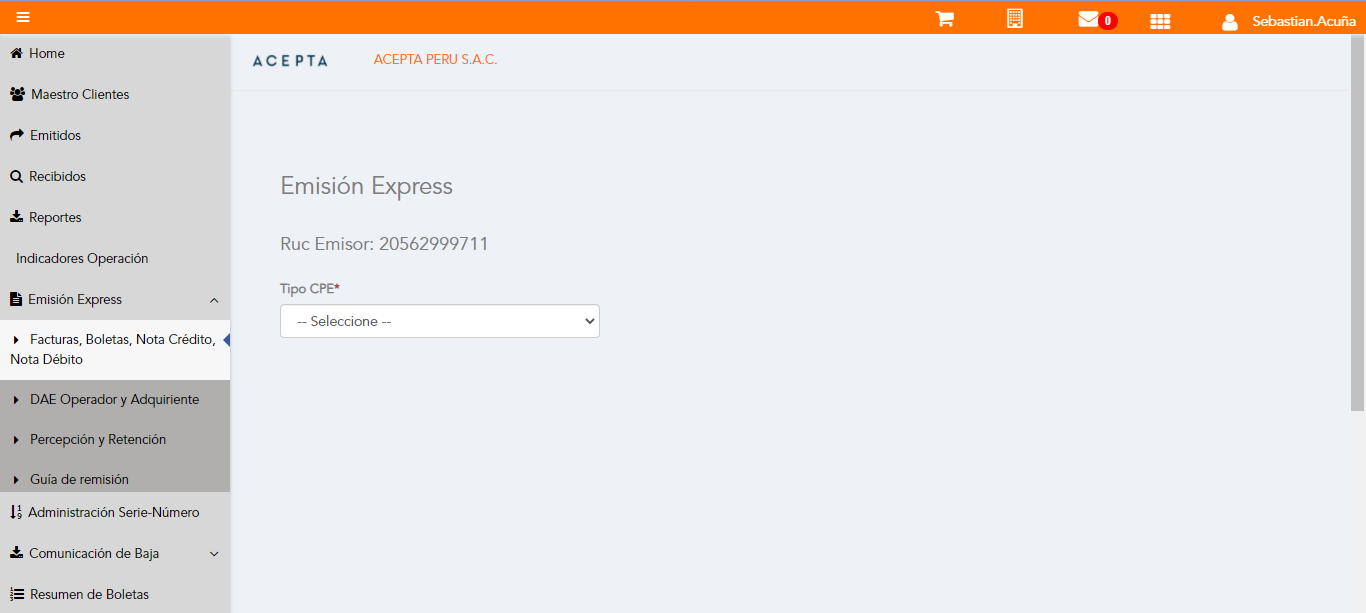 0
Sebastian.Acuña
Home
Maestro Clientes
Emitidos
Recibidos
Reportes
Indicadores Operación
Emisión Express
Facturas, Boletas, Nota Crédito,
Nota Débito
DAE Operador y Adquiriente
Percepción y Retención
Guía de remisión
Administración Serie-Número
Comunicación de Baja
Resumen de Boletas
ACEPTA
ACEPTA PERU S.A.C.
Emisión Express
Ruc Emisor: 20562999711
Tipo CPE*
-- Seleccione --